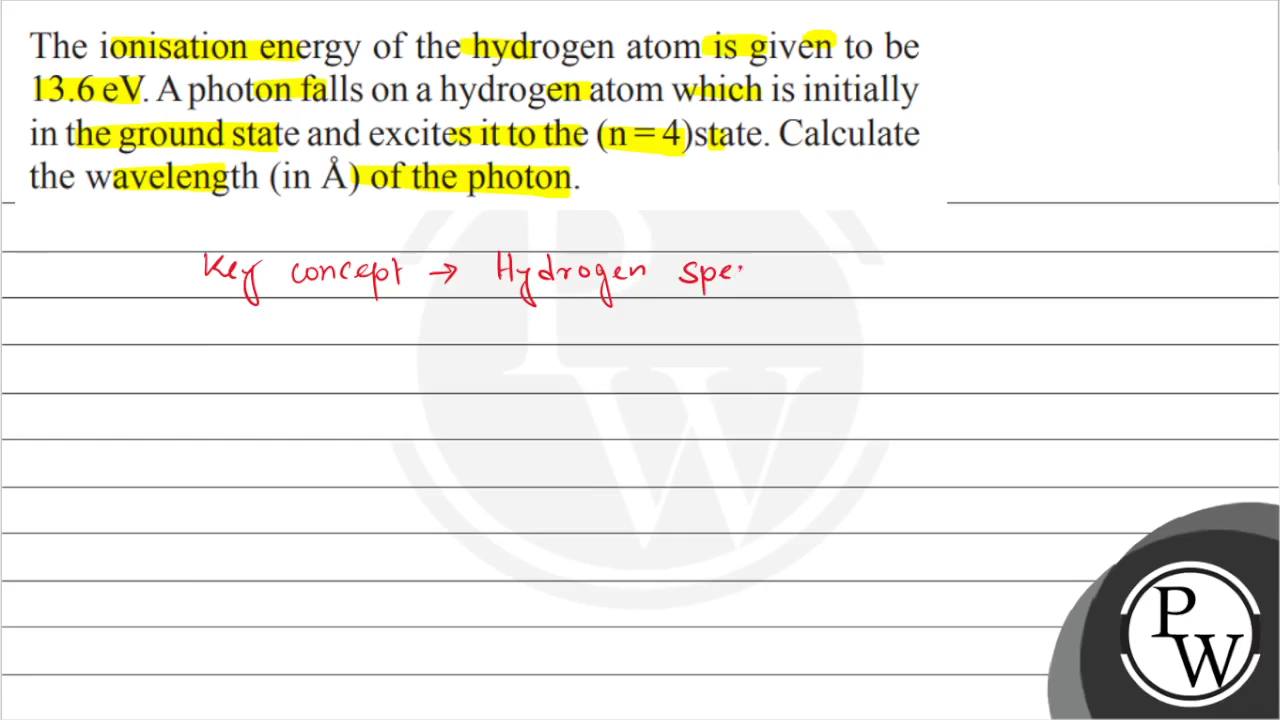 The ionisation energy of the hydrogen atom is given to be
13.6 eV. A photon falls on a hydrogen atom which is initially
in the ground state and excites it to the (n = 4)state. Calculate
the wavelength (in Å) of the photon.
Key concept → Hydrogen spe
P
W
P
W